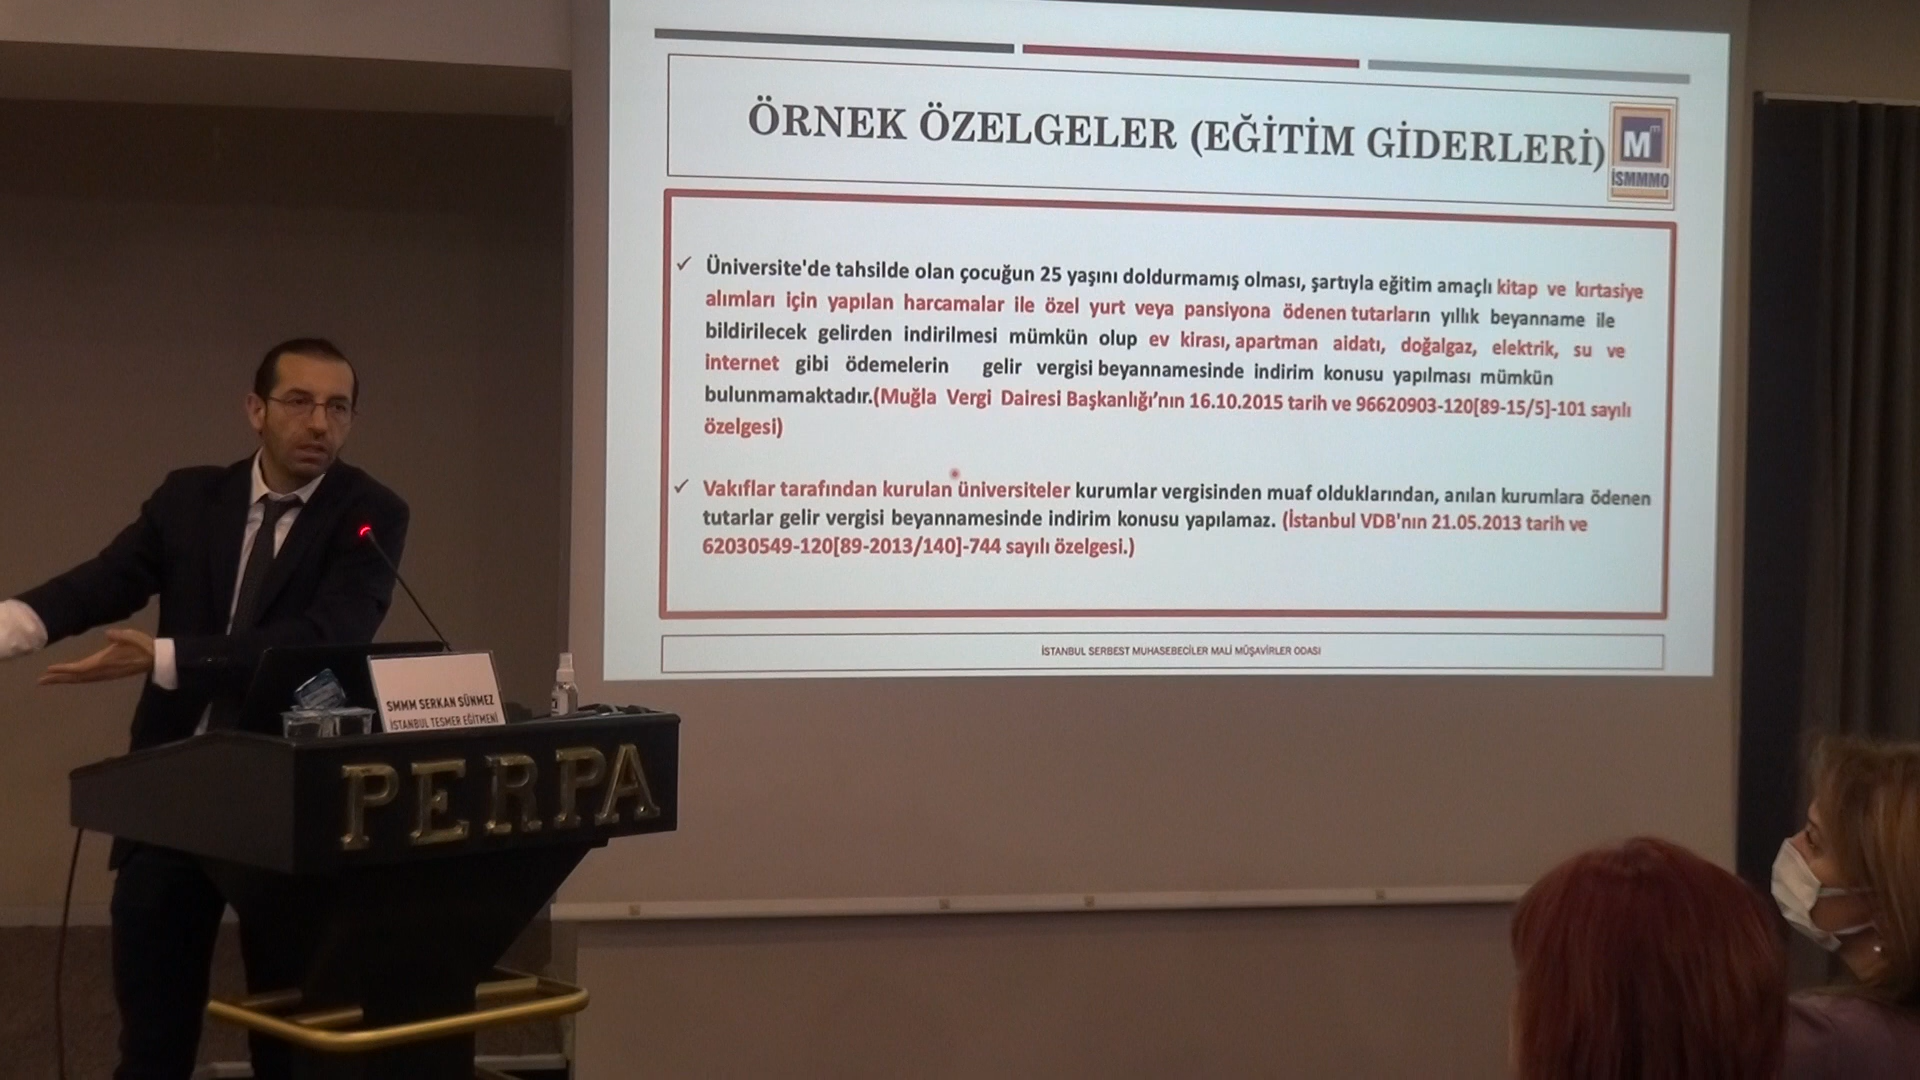 ÖRNEK ÖZELGELER (EĞİTİM GİDERLERİ)
M m
İSMMMO
✓ Üniversite'de tahsilde olan çocuğun 25 yaşını doldurmamış olması, şartıyla eğitim amaçlı kitap ve kırtasiye
alımları için yapılan harcamalar ile özel yurt veya pansiyona ödenen tutarların yıllık beyanname ile
bildirilecek gelirden indirilmesi mümkün olup ev kirası, apartman aidatı, doğalgaz, elektrik, su ve
internet gibi ödemelerin gelir vergisi beyannamesinde indirim konusu yapılması mümkün
bulunmamaktadır.(Muğla Vergi Dairesi Başkanlığı'nın 16.10.2015 tarih ve 96620903-120[89-15/5]-101 sayılı
özelgesi)
✓ Vakıflar tarafından kurulan üniversiteler kurumlar vergisinden muaf olduklarından, anılan kurumlara ödenen
tutarlar gelir vergisi beyannamesinde indirim konusu yapılamaz. (İstanbul VDB'nın 21.05.2013 tarih ve
62030549-120[89-2013/140]-744 sayılı özelgesi.)
İSTANBUL SERBEST MUHASEBECİLER MALİ MÜŞAVİRLER ODASI
SMMM SERKAN SÜNMEZ
İSTANBUL TESMER EĞİTMENİ
PERPA